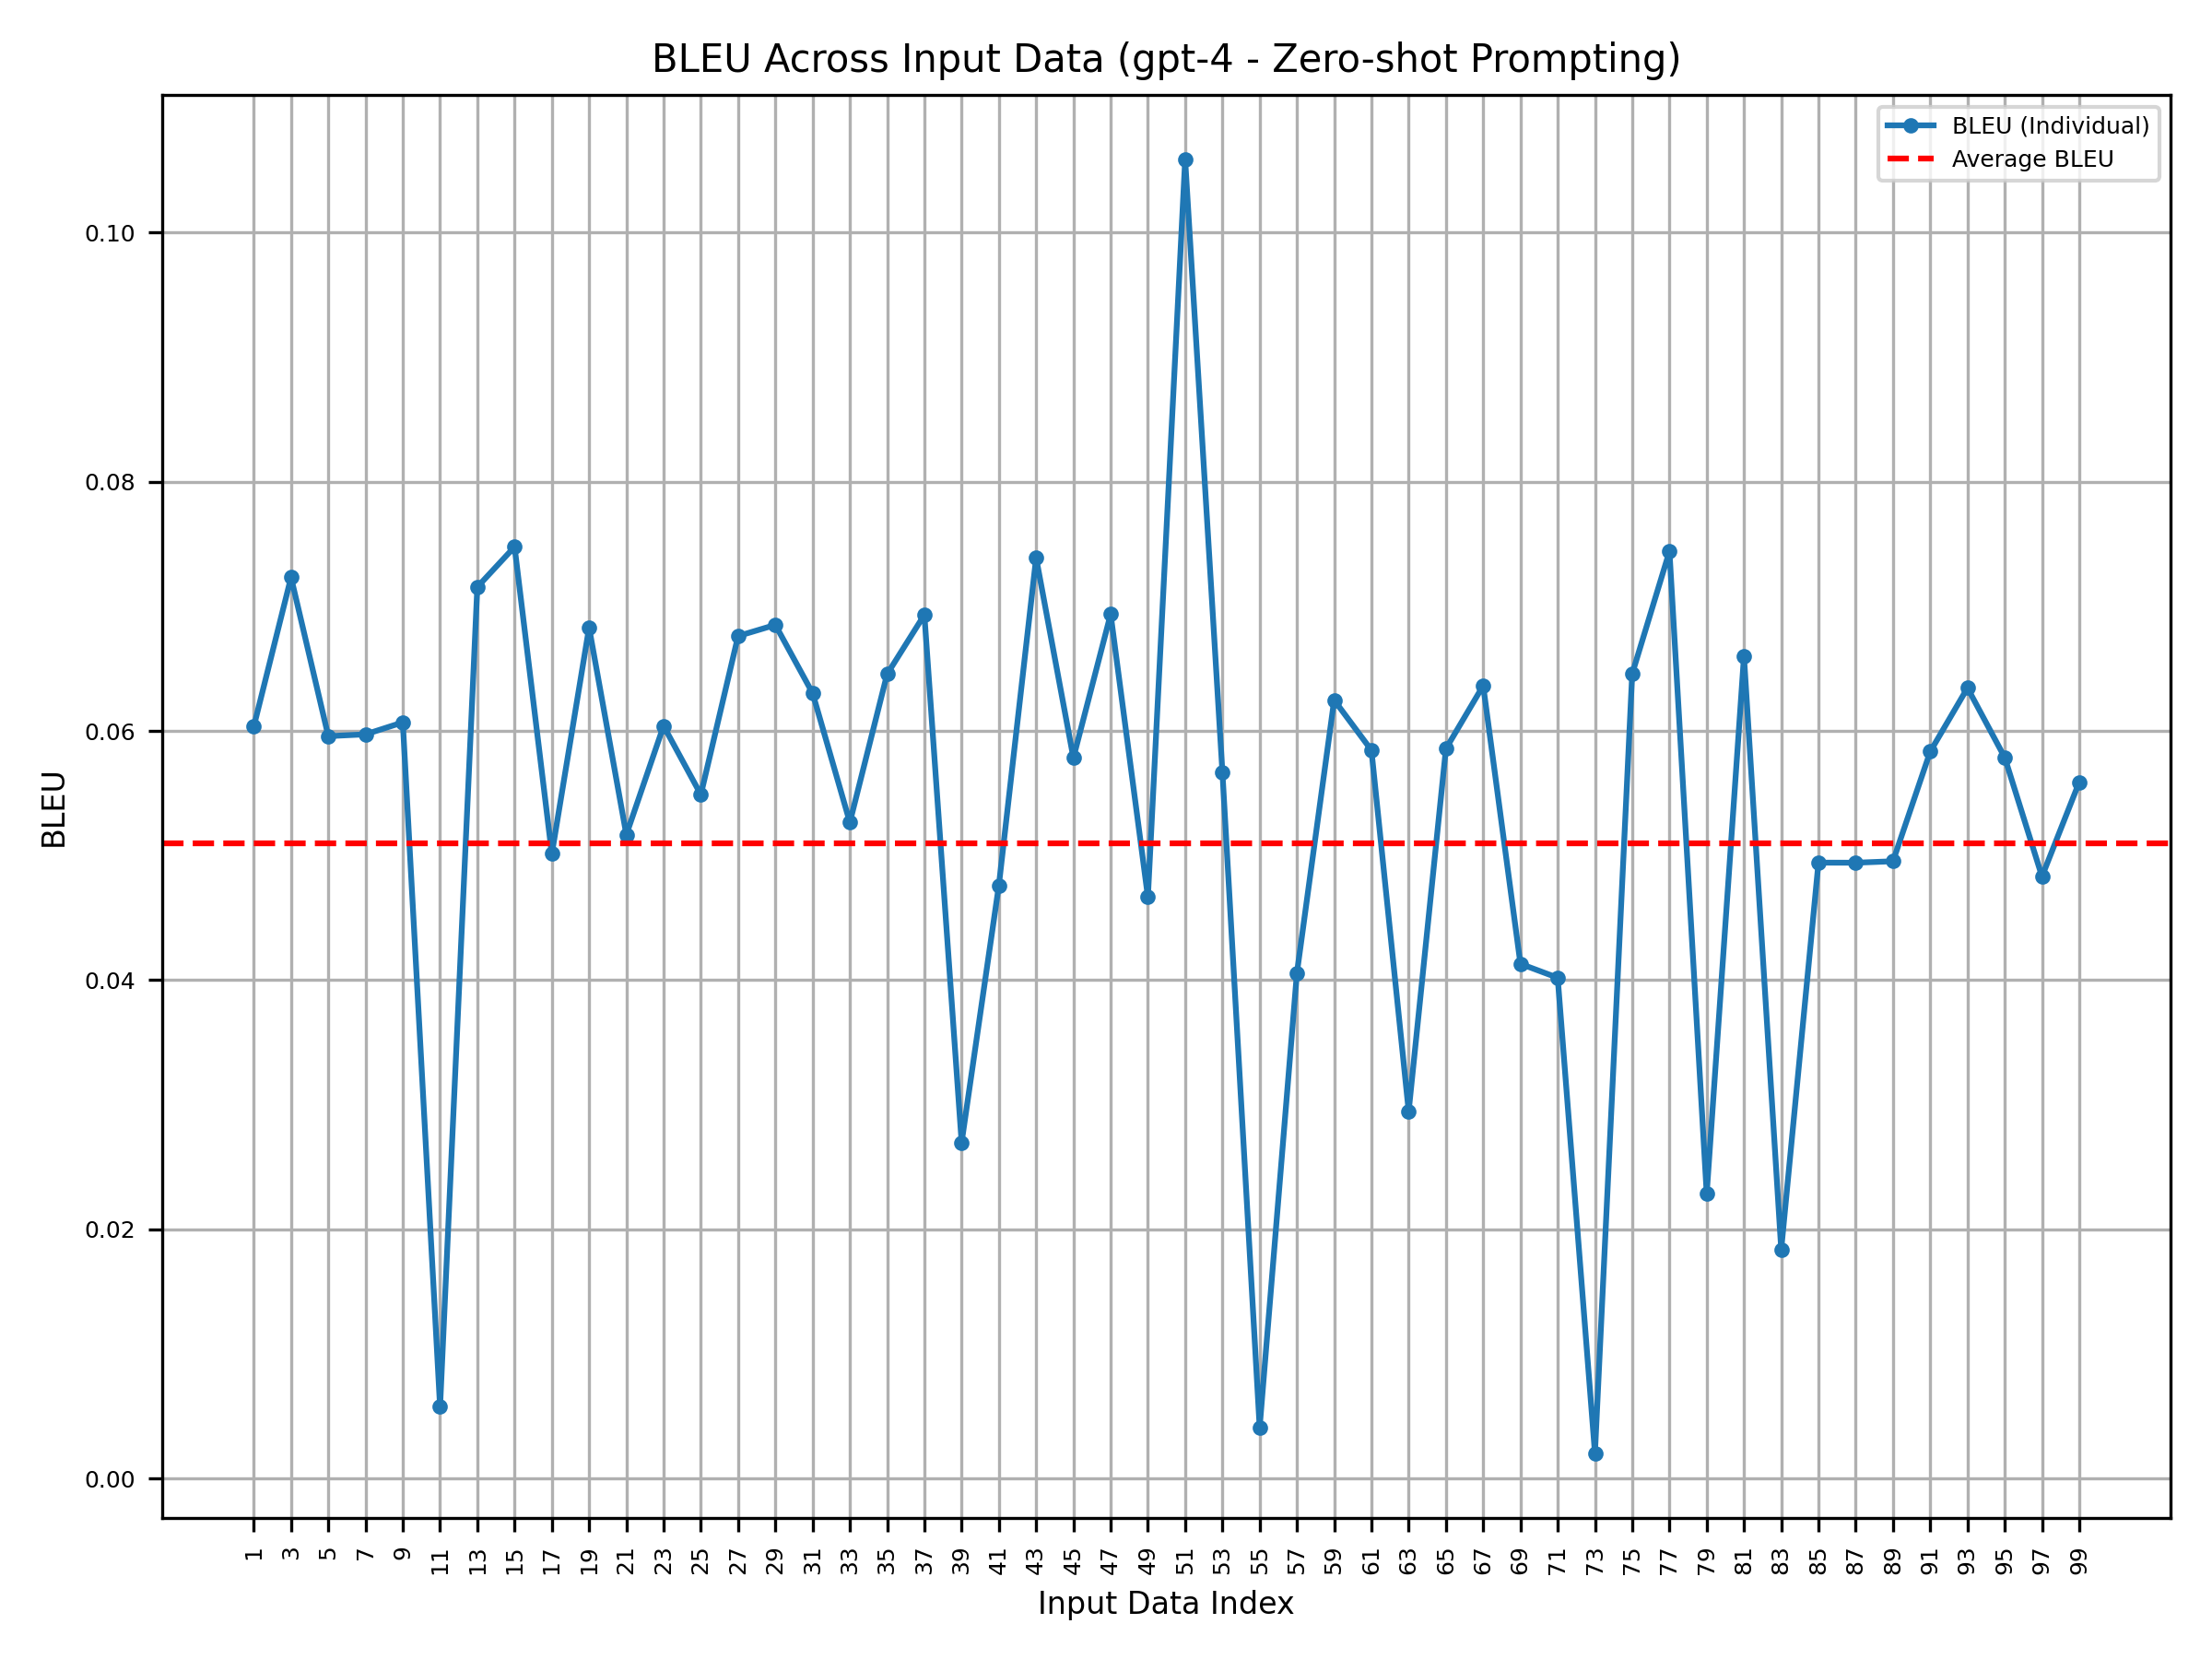 BLEU Across Input Data (gpt-4 - Zero-shot Prompting)
BLEU (Individual)
Average BLEU
BLEU
0.10
0.08
0.06
0.04
0.02
0.00
1 3 5 7 9 11 13 15 17 19 21 23 25 27 29 31 33 35 37 39 41 43 45 47 49 51 53 55 57 59 61 63 65 67 69 71 73 75 77 79 81 83 85 87 89 91 93 95 97 99
Input Data Index